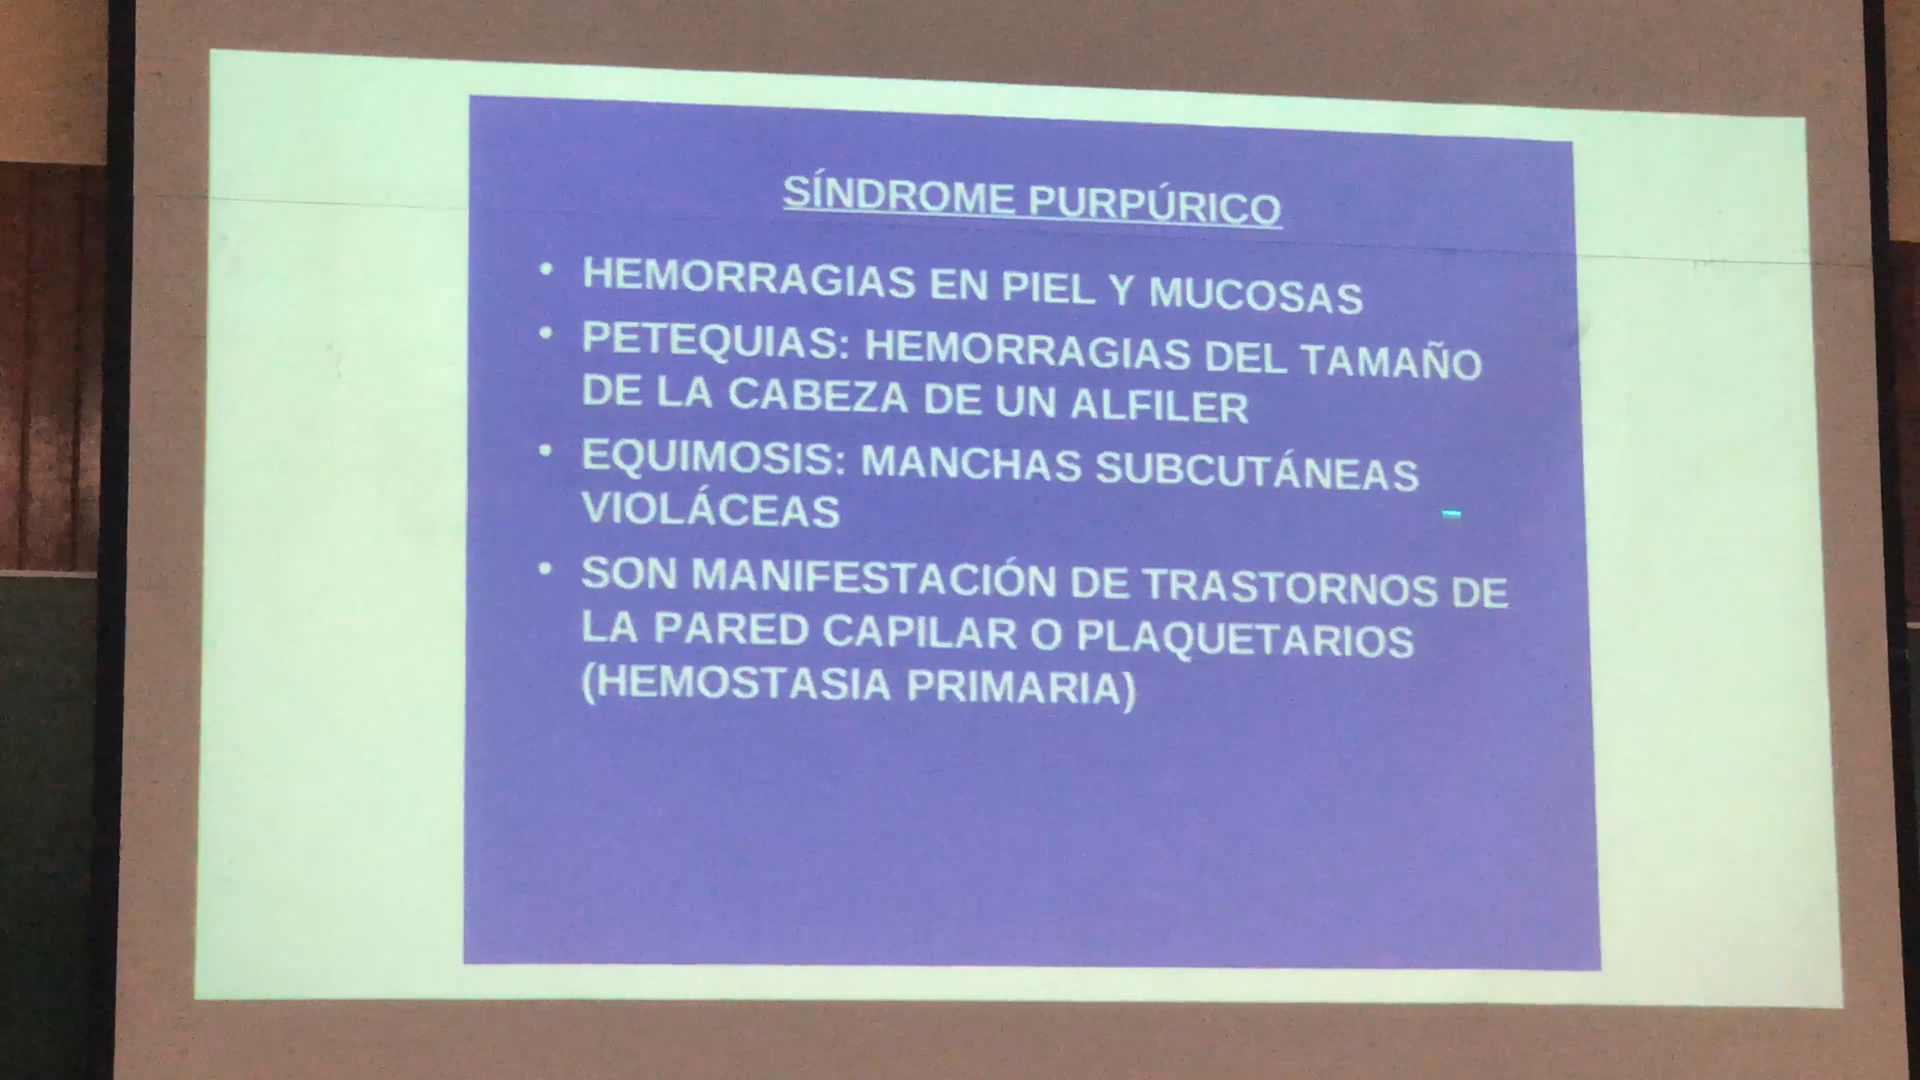 SÍNDROME PURPÚRICO
• HEMORRAGIAS EN PIEL Y MUCOSAS
• PETEQUIAS: HEMORRAGIAS DEL TAMAÑO
DE LA CABEZA DE UN ALFILER
• EQUIMOSIS: MANCHAS SUBCUTÁNEAS
VIOLÁCEAS
• SON MANIFESTACIÓN DE TRASTORNOS DE
LA PARED CAPILAR O PLAQUETARIOS
(HEMOSTASIA PRIMARIA)